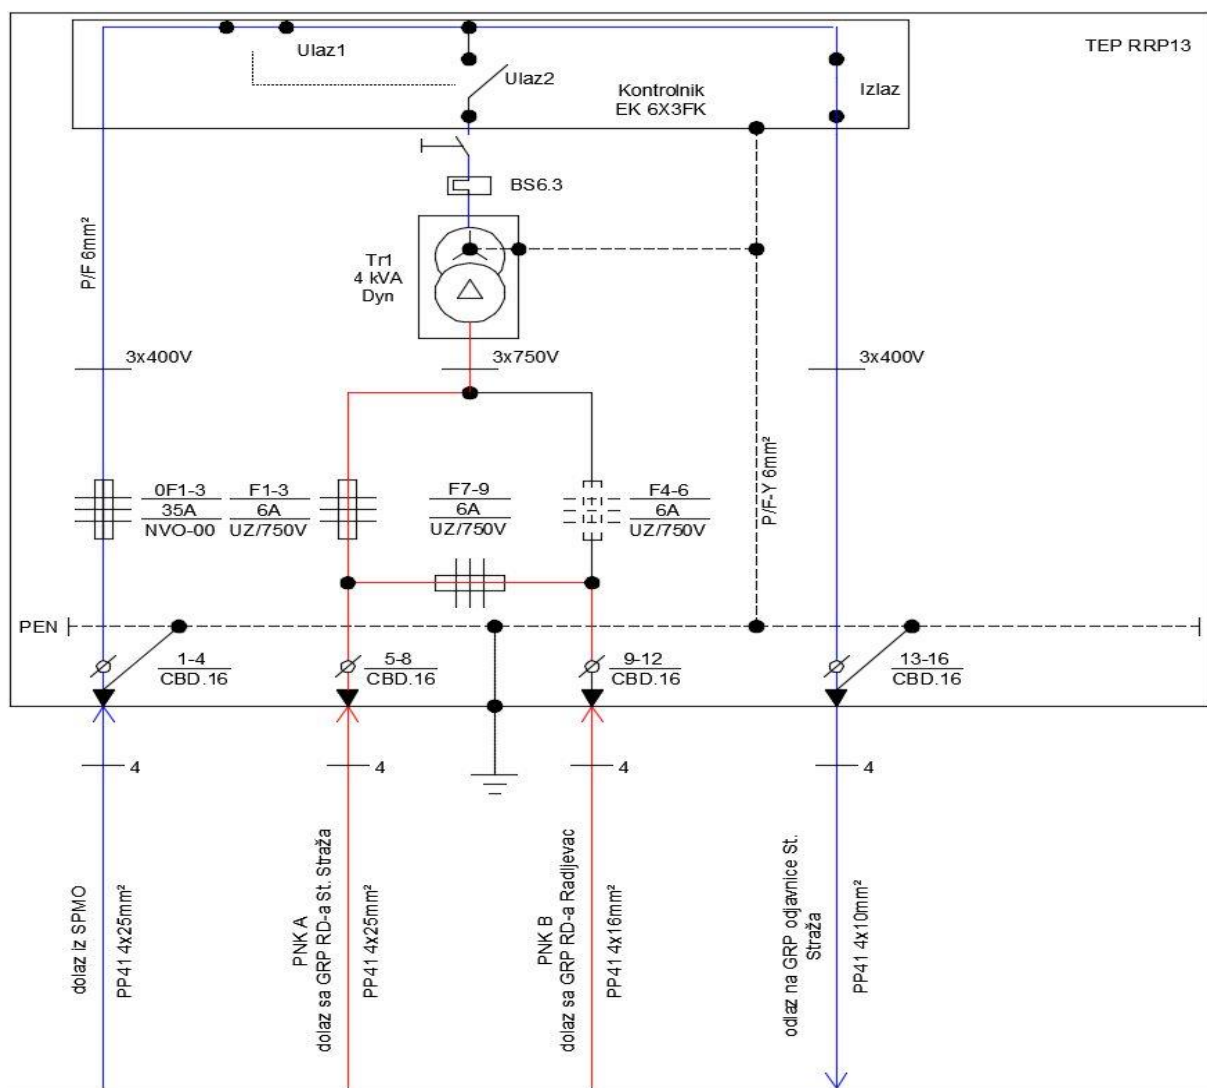 TEP RRP13
Ulaz1
Ulaz2
Kontrolnik
EK 6X3FK
Izlaz
BS6.3
P/F 6mm²
Tr1
4 kVA
Dyn
3x400V
3x750V
3x400V
P/F-Y 6mm²
0F1-3
35A
NVO-00
F1-3
6A
UZ/750V
F7-9
6A
UZ/750V
F4-6
6A
UZ/750V
PEN
1-4
CBD.16
5-8
CBD.16
9-12
CBD.16
13-16
CBD.16
4
4
4
4
dolaz iz SPMO
PP41 4x25mm²
PNK A
dolaz sa GRP RD-a St. Straža
PP41 4x25mm²
PNK B
dolaz sa GRP RD-a Radljevac
PP41 4x16mm²
odlaz na GRP odjavnice St.
Straža
PP41 4x10mm²